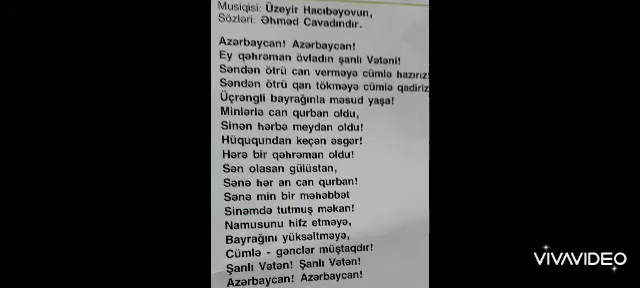 Musiqisi: Üzeyir Hacıbəyovun,
Sözləri: Əhməd Cavadındır.
Azərbaycan! Azərbaycan!
Ey qəhrəman övladın şanlı Vətəni!
Səndən ötrü can verməyə cümlə hazırız!
Səndən ötrü qan tökməyə cümlə qadiriz
Üçrəngli bayrağınla məsud yaşa!
Minlərlə can qurban oldu,
Sinən hərbə meydan oldu!
Hüququndan keçən əsgər!
Hərə bir qəhrəman oldu!
Sən olasan gülüstan,
Sənə hər an can qurban!
Sənə min bir məhəbbət
Sinəmdə tutmuş məkan!
Namusunu hifz etməyə,
Bayrağını yüksəltməyə,
Cümlə - gənclər müştaqdır!
Şanlı Vətən! Şanlı Vətən!
Azərbaycan! Azərbaycan!
VIVAVIDEO